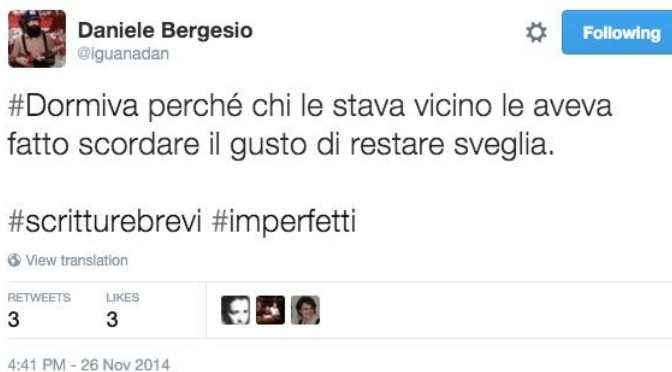 Daniele Bergesio
@iguanadan
Following
#Dormiva perché chi le stava vicino le aveva
fatto scordare il gusto di restare sveglia.
#scritturebrevi #imperfetti
View translation
RETWEETS LIKES
3 3
4:41 PM - 26 Nov 2014